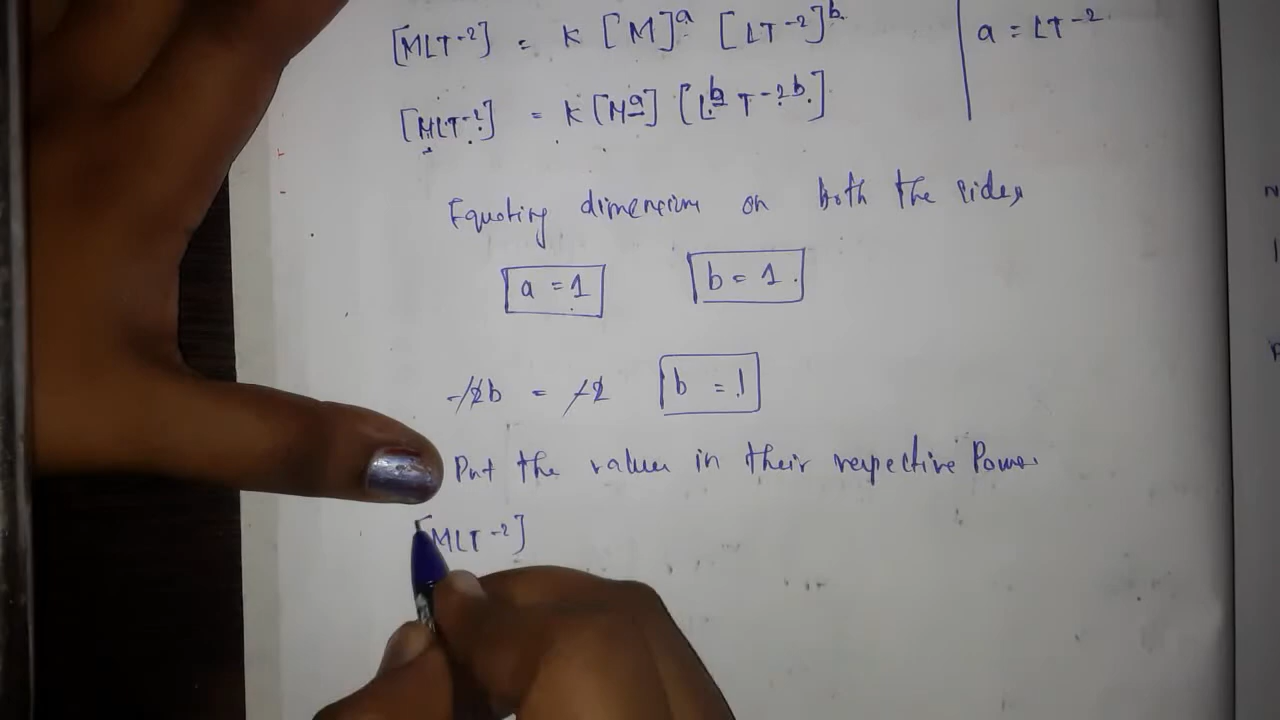 [MLT⁻²] = K [M]ᵃ [LT⁻²]ᵇ a = LT⁻²
[MLT⁻²] = K [Mᵃ] [Lᵇ T⁻²ᵇ]
Equating dimension on both the sides
a = 1 b = 1.
-2b = -2 b = 1
Put the values in their respective Power
[MLT⁻²]